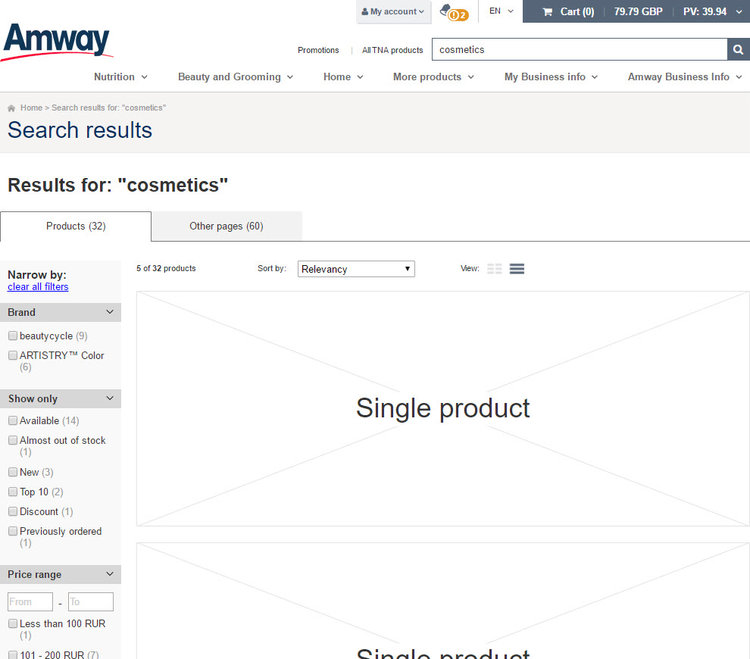 My account
2
EN
Cart (0)
79.79 GBP
PV: 39.94
Amway
Promotions
All TNA products
cosmetics
Nutrition
Beauty and Grooming
Home
More products
My Business info
Amway Business Info
Home > Search results for: "cosmetics"
Search results
Results for: "cosmetics"
Products (32)
Other pages (60)
Narrow by:
clear all filters
5 of 32 products
Sort by:
Relevancy
View:
Brand
beautycycle (9)
ARTISTRY™ Color
(6)
Show only
Available (14)
Almost out of stock
(1)
New (3)
Top 10 (2)
Discount (1)
Previously ordered
(1)
Price range
From
-
To
Less than 100 RUR
(1)
101 - 200 RUR (7)
Single product
Single product